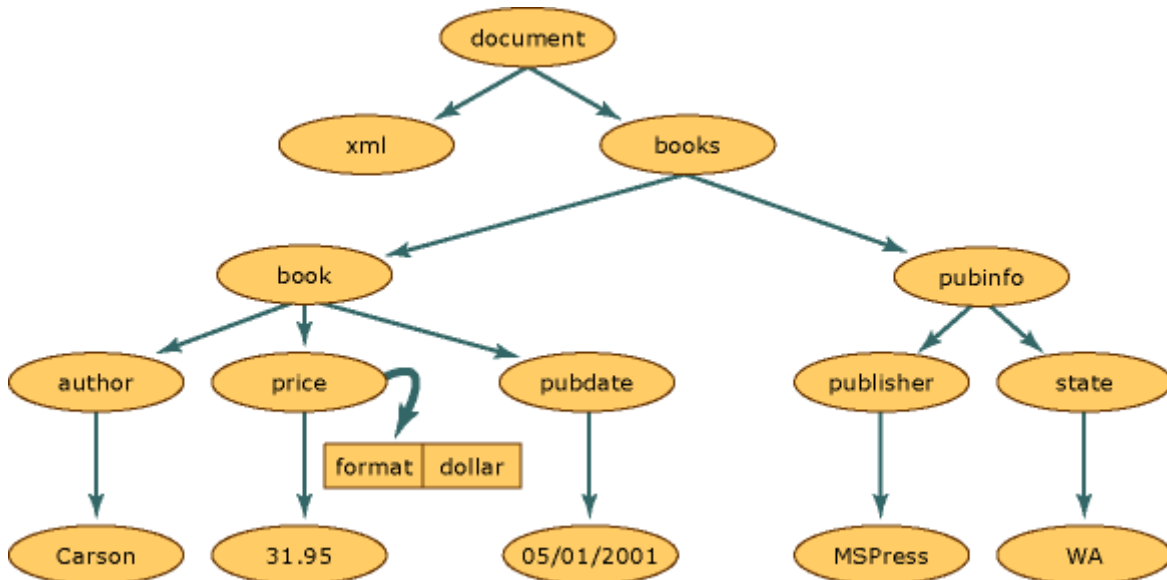 document
xml
books
book
pubinfo
author
price
pubdate
publisher
state
format dollar
Carson
31.95
05/01/2001
MSPress
WA